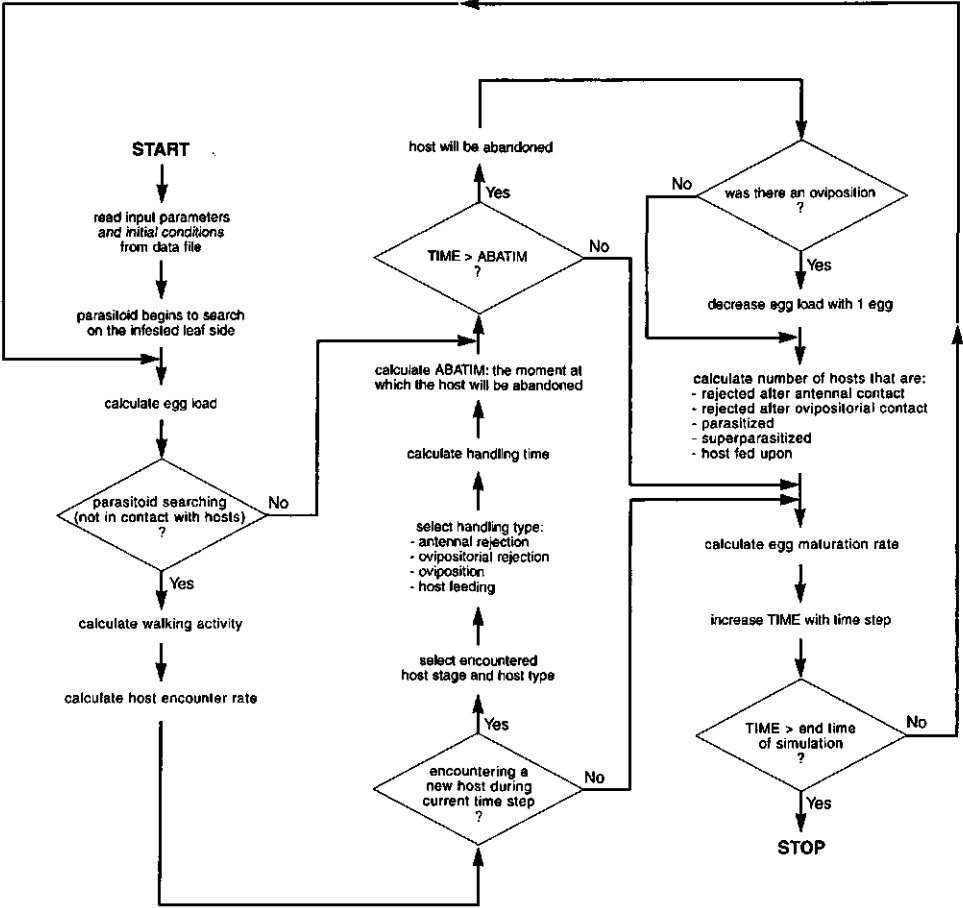 START
read input parameters
and initial conditions
from data file
parasitoid begins to search
on the infested leaf side
calculate egg load
parasitoid searching
(not in contact with hosts)
?
No
Yes
calculate walking activity
calculate host encounter rate
host will be abandoned
Yes
TIME > ABATIM
?
No
calculate ABATIM: the moment at
which the host will be abandoned
calculate handling time
select handling type:
- antennal rejection
- ovipositorial rejection
- oviposition
- host feeding
select encountered
host stage and host type
Yes
encountering a
new host during
current time step
?
No
was there an oviposition
?
No
Yes
decrease egg load with 1 egg
calculate number of hosts that are:
- rejected after antennal contact
- rejected after ovipositorial contact
- parasitized
- superparasitized
- host fed upon
calculate egg maturation rate
increase TIME with time step
TIME > end time
of simulation
?
No
Yes
STOP